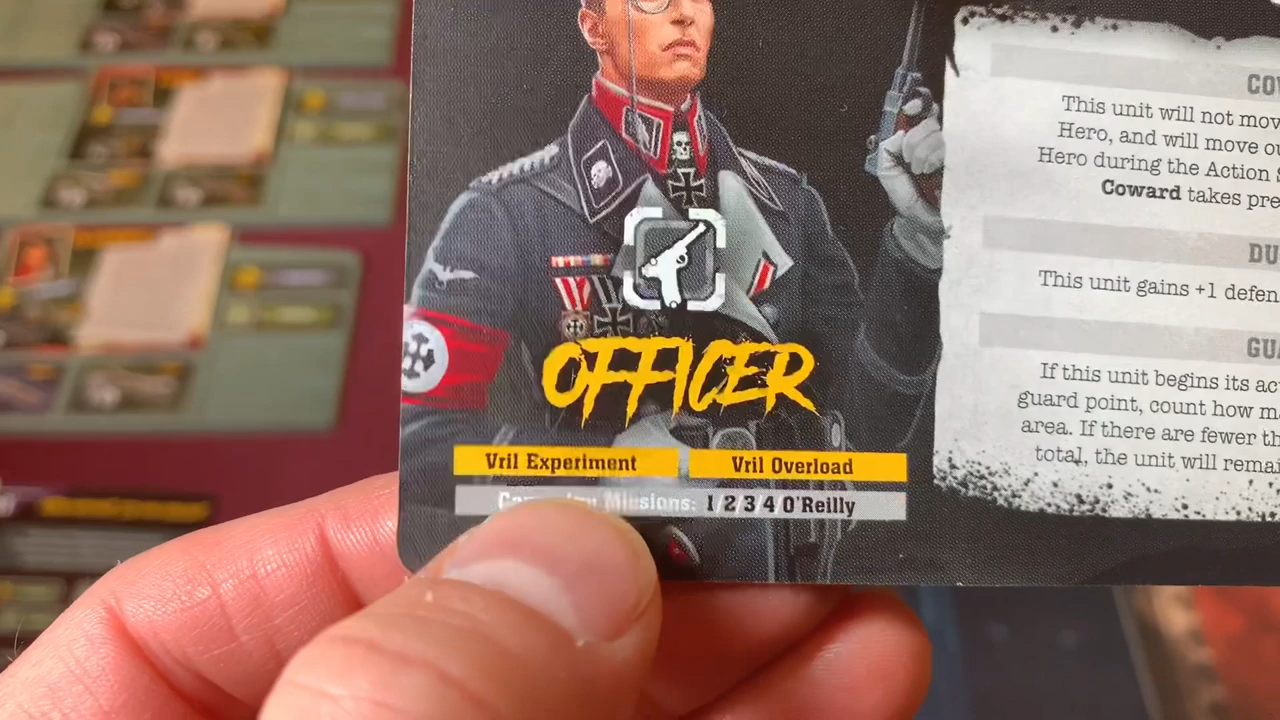 OFFICER
Vril Experiment
Vril Overload
Campaign Missions: 1/2 3/4 O'Reilly
This unit will not mov
Hero, and will move ou
Hero during the Action
Coward takes pre
DU
This unit gains +1 defen
GUA
If this unit begins its ac
guard point, count how m
area. If there are fewer th
total, the unit will remai